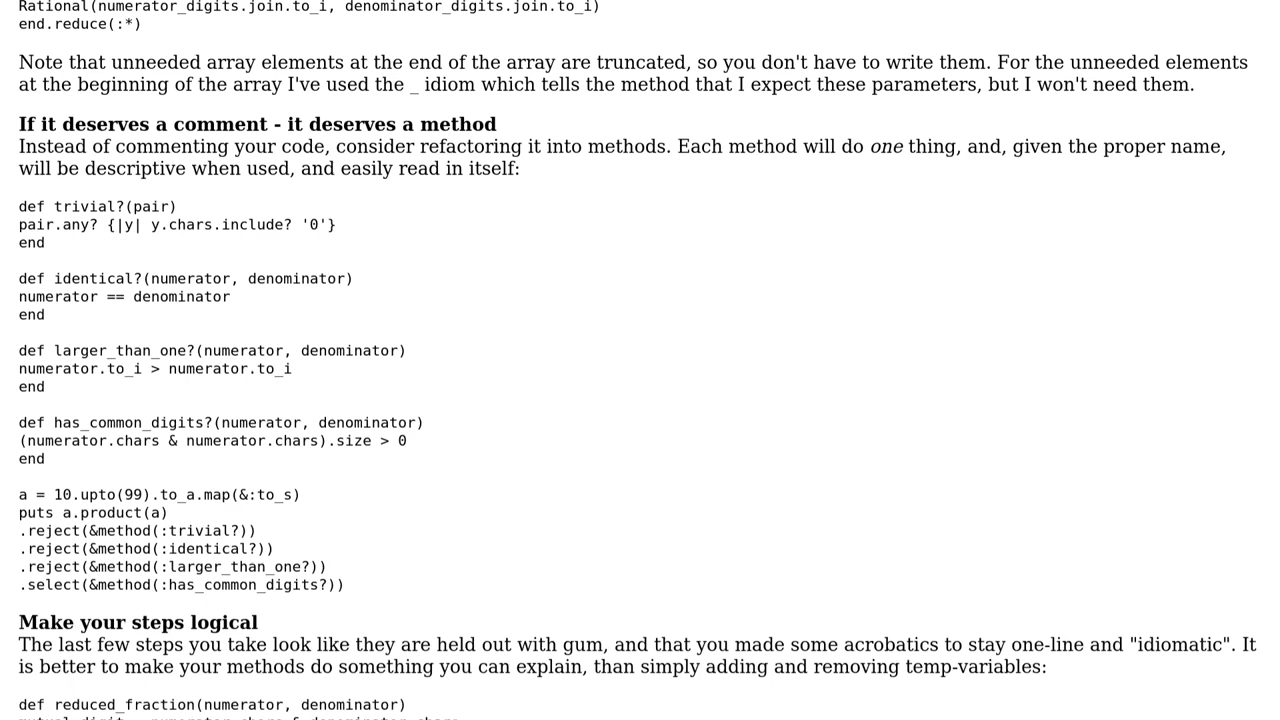 Rational(numerator_digits.join.to_i, denominator_digits.join.to_i)
end.reduce(:*)
Note that unneeded array elements at the end of the array are truncated, so you don't have to write them. For the unneeded elements
at the beginning of the array I've used the _ idiom which tells the method that I expect these parameters, but I won't need them.
If it deserves a comment - it deserves a method
Instead of commenting your code, consider refactoring it into methods. Each method will do one thing, and, given the proper name,
will be descriptive when used, and easily read in itself:
def trivial?(pair)
pair.any? {|y| y.chars.include? '0'}
end
def identical?(numerator, denominator)
numerator == denominator
end
def larger_than_one?(numerator, denominator)
numerator.to_i > numerator.to_i
end
def has_common_digits?(numerator, denominator)
(numerator.chars & numerator.chars).size > 0
end
a = 10.upto(99).to_a.map(&:to_s)
puts a.product(a)
.reject(&method(:trivial?))
.reject(&method(:identical?))
.reject(&method(:larger_than_one?))
.select(&method(:has_common_digits?))
Make your steps logical
The last few steps you take look like they are held out with gum, and that you made some acrobatics to stay one-line and "idiomatic". It
is better to make your methods do something you can explain, than simply adding and removing temp-variables:
def reduced_fraction(numerator, denominator)